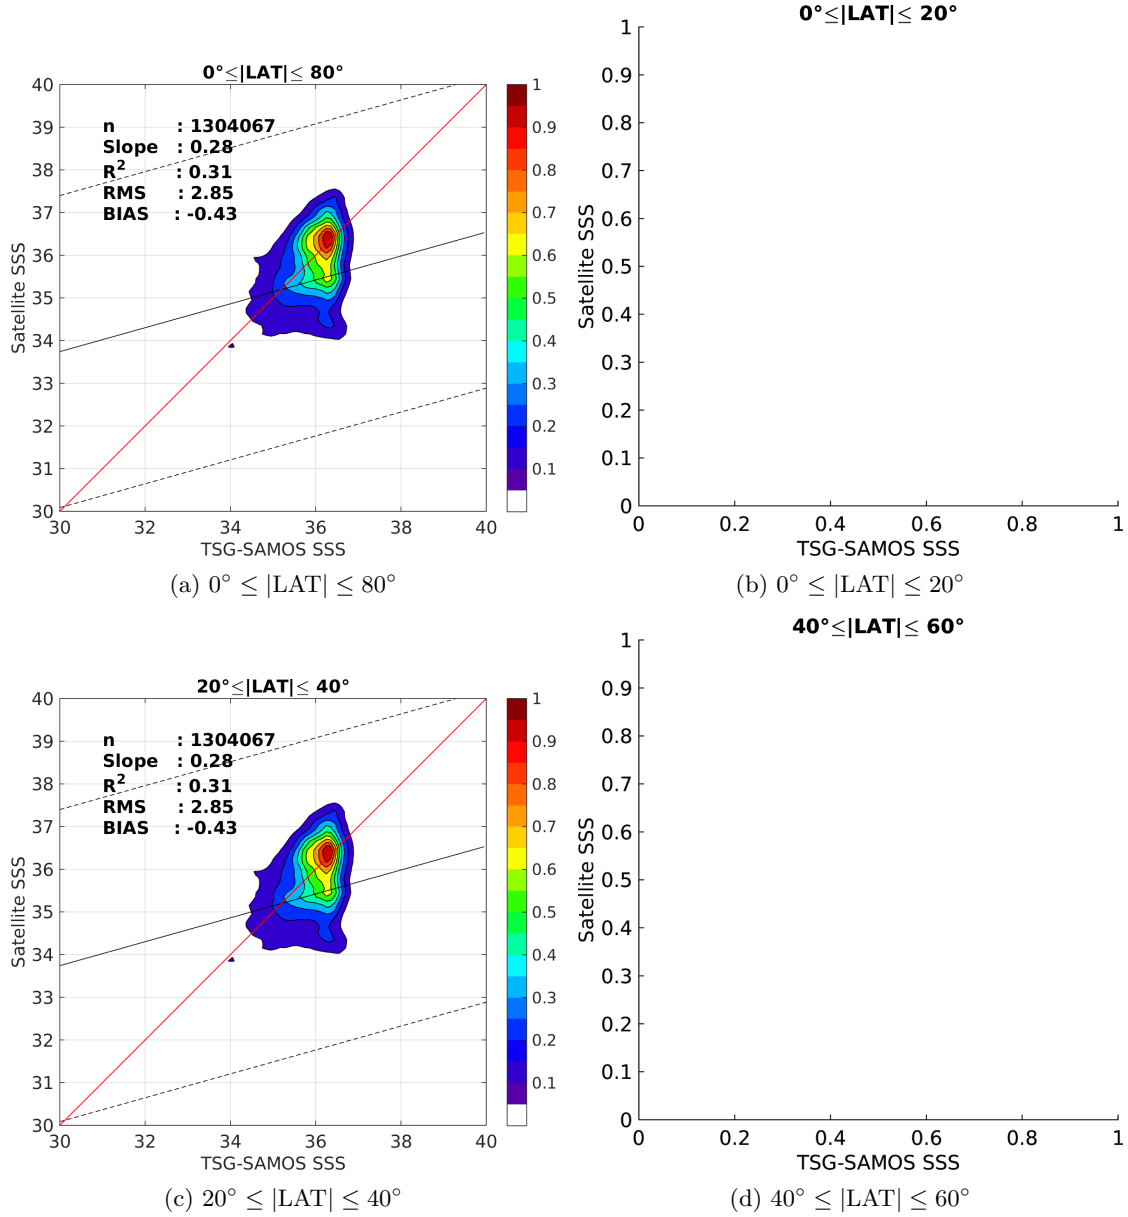 0°≤|LAT|≤ 80°
40
39
38
37
36
35
34
33
32
31
30
Satellite SSS
n : 1304067
Slope : 0.28
R2 : 0.31
RMS : 2.85
BIAS : -0.43
30 32 34 36 38 40
TSG-SAMOS SSS
1
0.9
0.8
0.7
0.6
0.5
0.4
0.3
0.2
0.1
(a) 0° ≤ |LAT| ≤ 80°
0°≤|LAT|≤ 20°
1
0.9
0.8
0.7
0.6
0.5
0.4
0.3
0.2
0.1
0
Satellite SSS
0 0.2 0.4 0.6 0.8 1
TSG-SAMOS SSS
(b) 0° ≤ |LAT| ≤ 20°
20°≤|LAT|≤ 40°
40
39
38
37
36
35
34
33
32
31
30
Satellite SSS
n : 1304067
Slope : 0.28
R2 : 0.31
RMS : 2.85
BIAS : -0.43
30 32 34 36 38 40
TSG-SAMOS SSS
1
0.9
0.8
0.7
0.6
0.5
0.4
0.3
0.2
0.1
(c) 20° ≤ |LAT| ≤ 40°
40°≤|LAT|≤ 60°
1
0.9
0.8
0.7
0.6
0.5
0.4
0.3
0.2
0.1
0
Satellite SSS
0 0.2 0.4 0.6 0.8 1
TSG-SAMOS SSS
(d) 40° ≤ |LAT| ≤ 60°